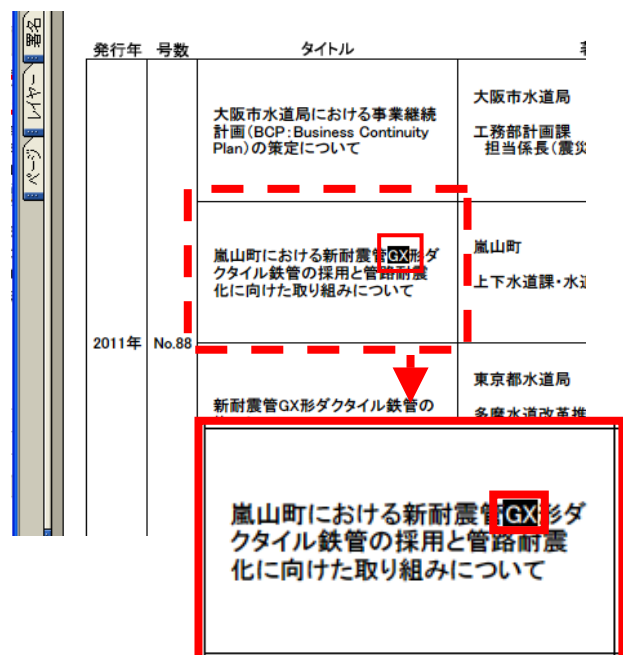 署名
レイヤー
ページ
発行年 号数 タイトル
2011年 No.88
大阪市水道局における事業継続
計画(BCP:Business Continuity
Plan)の策定について
大阪市水道局
工務部計画課
担当係長(震災
嵐山町における新耐震管GX形ダ
クタイル鉄管の採用と管路耐震
化に向けた取り組みについて
嵐山町
上下水道課・水道
新耐震管GX形ダクタイル鉄管の
東京都水道局
多摩水道改革推
嵐山町における新耐震管GX形ダ
クタイル鉄管の採用と管路耐震
化に向けた取り組みについて